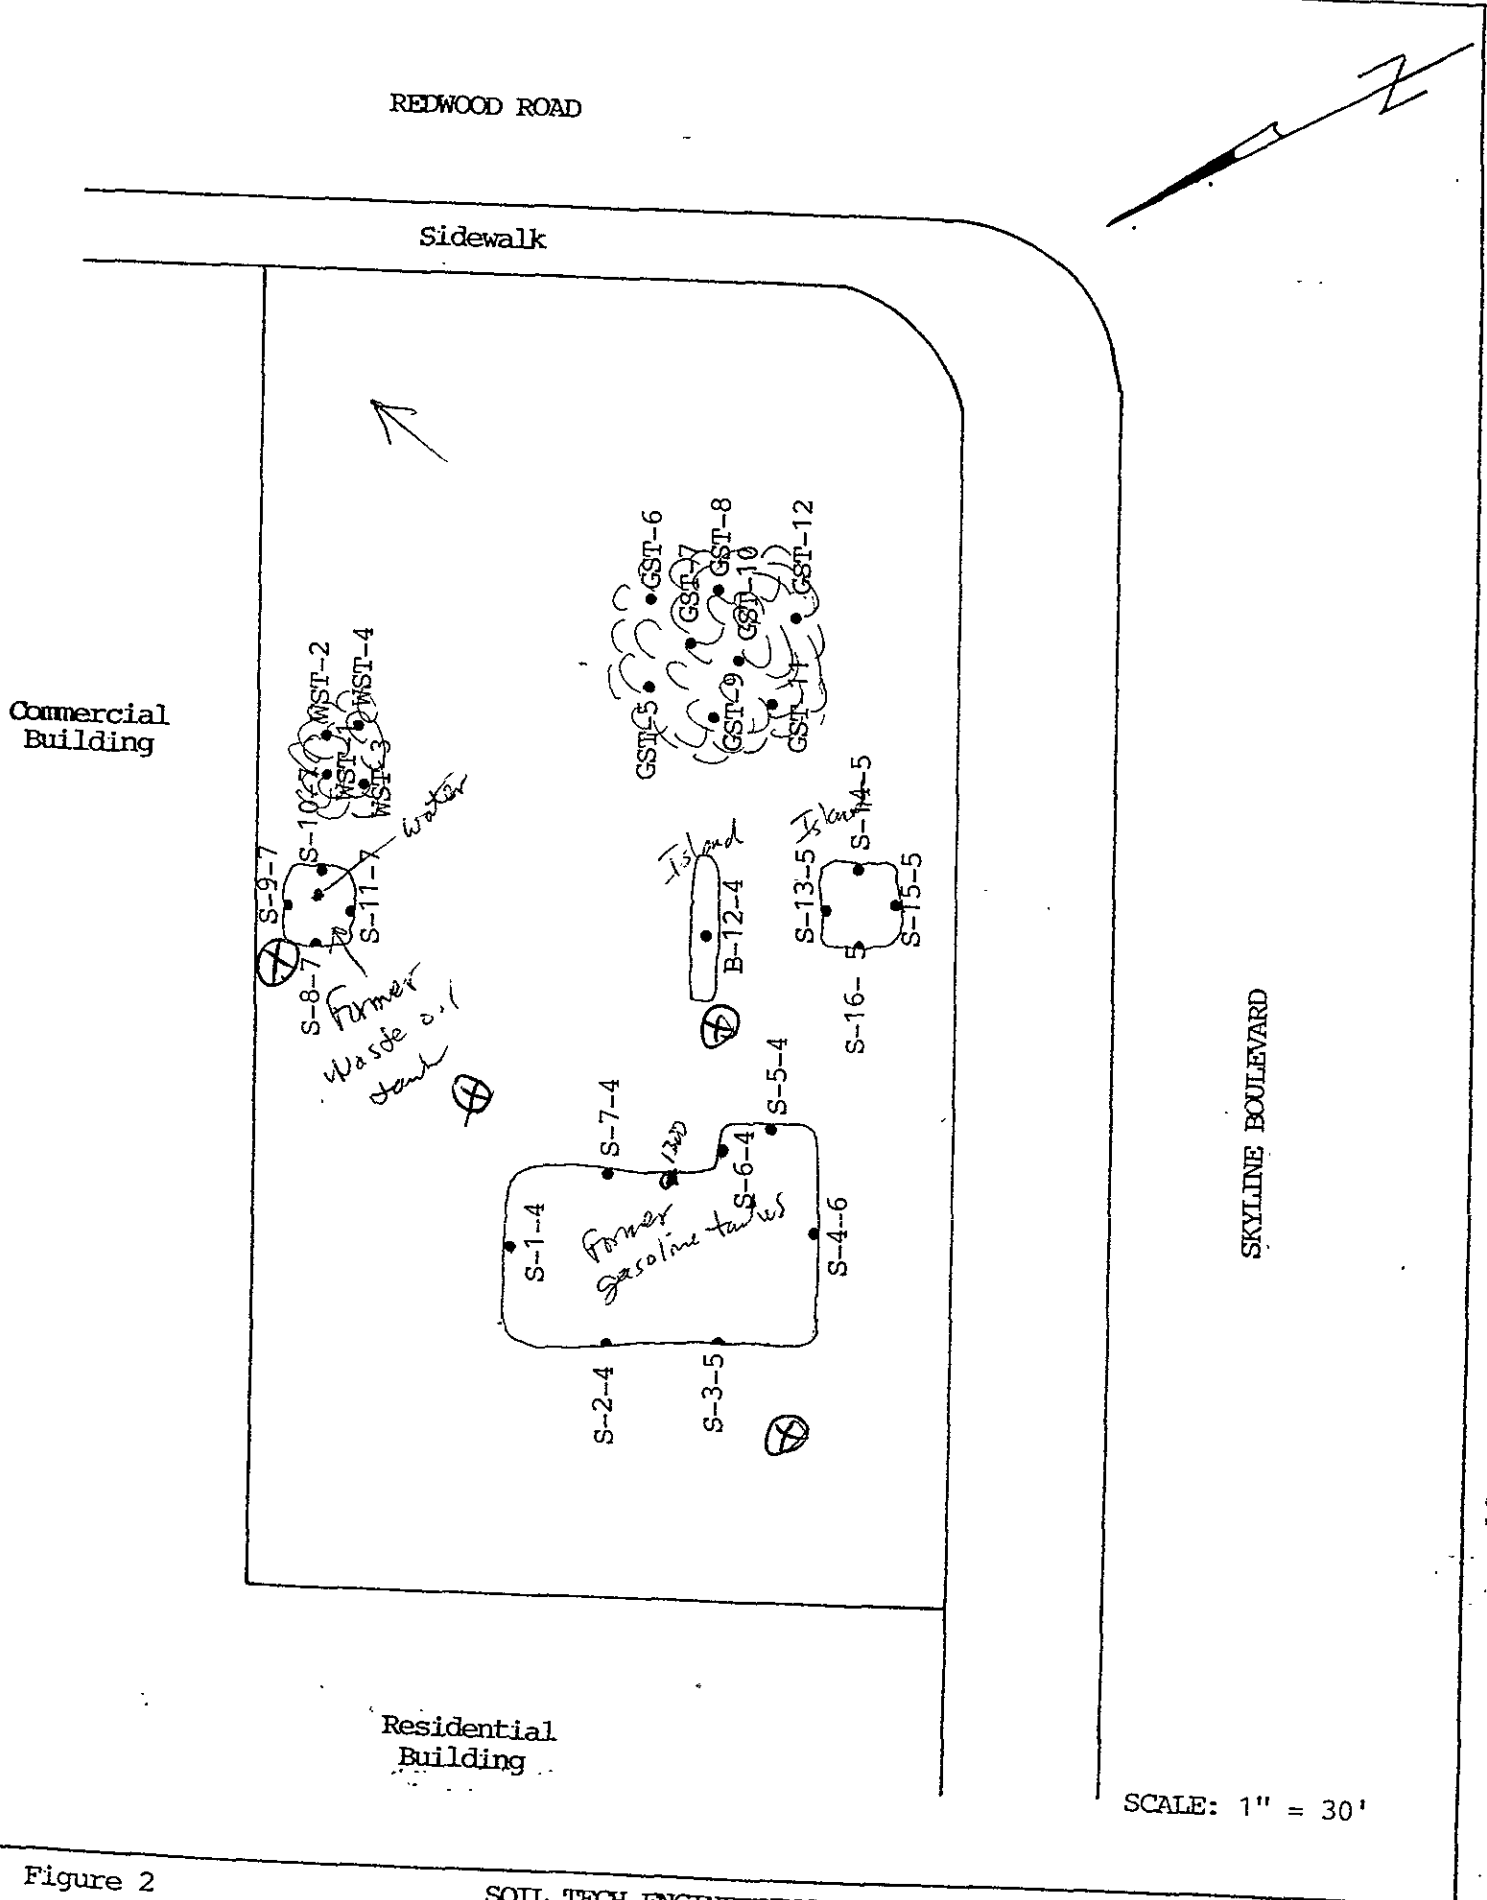 REDWOOD ROAD
N
Sidewalk
GST-6
GST-7
GST-8
GST-10
GST-12
GST-5
GST-9
GST-11
WST-2
WST-4
WST-1
WST-3
Commercial
Building
water
S-9-7
S-10-7
S-11-7
S-8-7
Former
waste oil
tank
Island
B-12-4
Island
S-14-5
S-13-5
S-15-5
S-16-5
SKYLINE BOULEVARD
S-7-4
S-5-4
S-6-4
S-1-4
Former
gasoline tanks
S-4-6
S-2-4
S-3-5
Residential
Building
SCALE: 1" = 30'
Figure 2